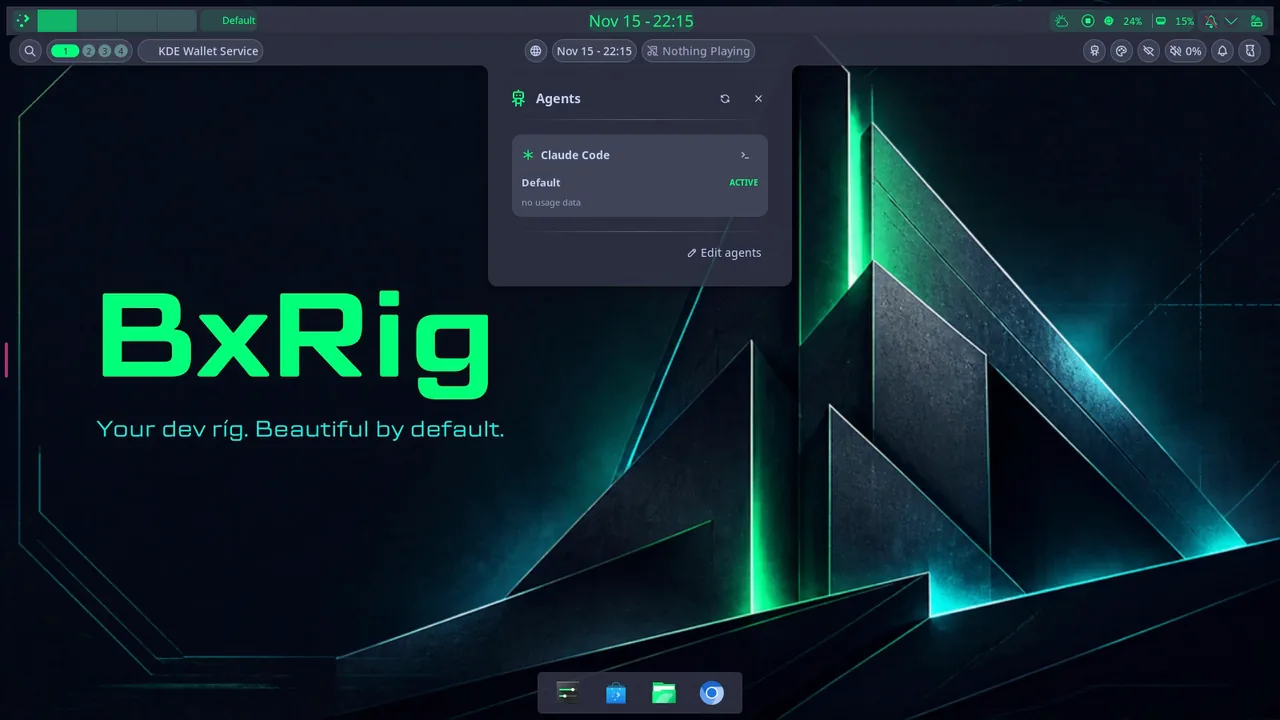 Default
Nov 15 - 22:15
24%
15%
1 2 3 4
KDE Wallet Service
Nov 15 - 22:15
Nothing Playing
0%
Agents
Claude Code
Default
ACTIVE
no usage data
Edit agents
BxRig
Your dev ríg. Beautiful by default.